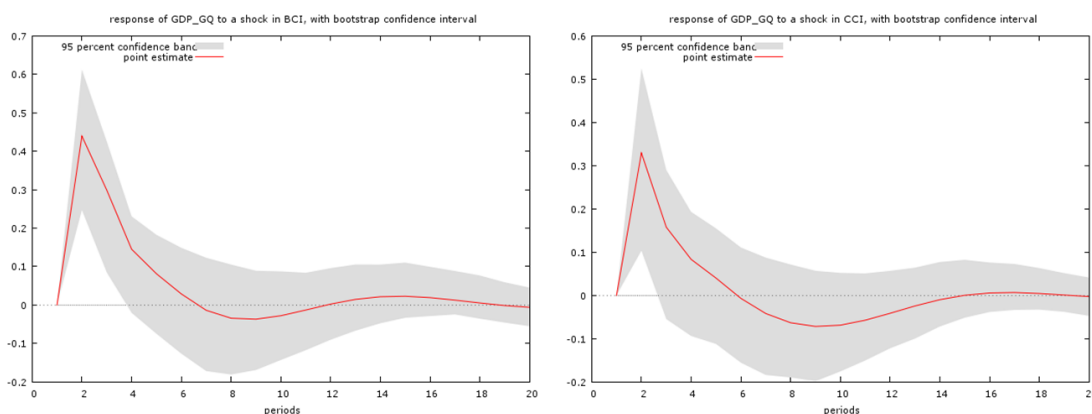 response of GDP_GQ to a shock in BCI, with bootstrap confidence interval
0.7
0.6
0.5
0.4
0.3
0.2
0.1
0
-0.1
-0.2
95 percent confidence band
point estimate
0 2 4 6 8 10 12 14 16 18 20
periods
response of GDP_GQ to a shock in CCI, with bootstrap confidence interval
0.6
0.5
0.4
0.3
0.2
0.1
0
-0.1
-0.2
95 percent confidence band
point estimate
0 2 4 6 8 10 12 14 16 18 20
periods